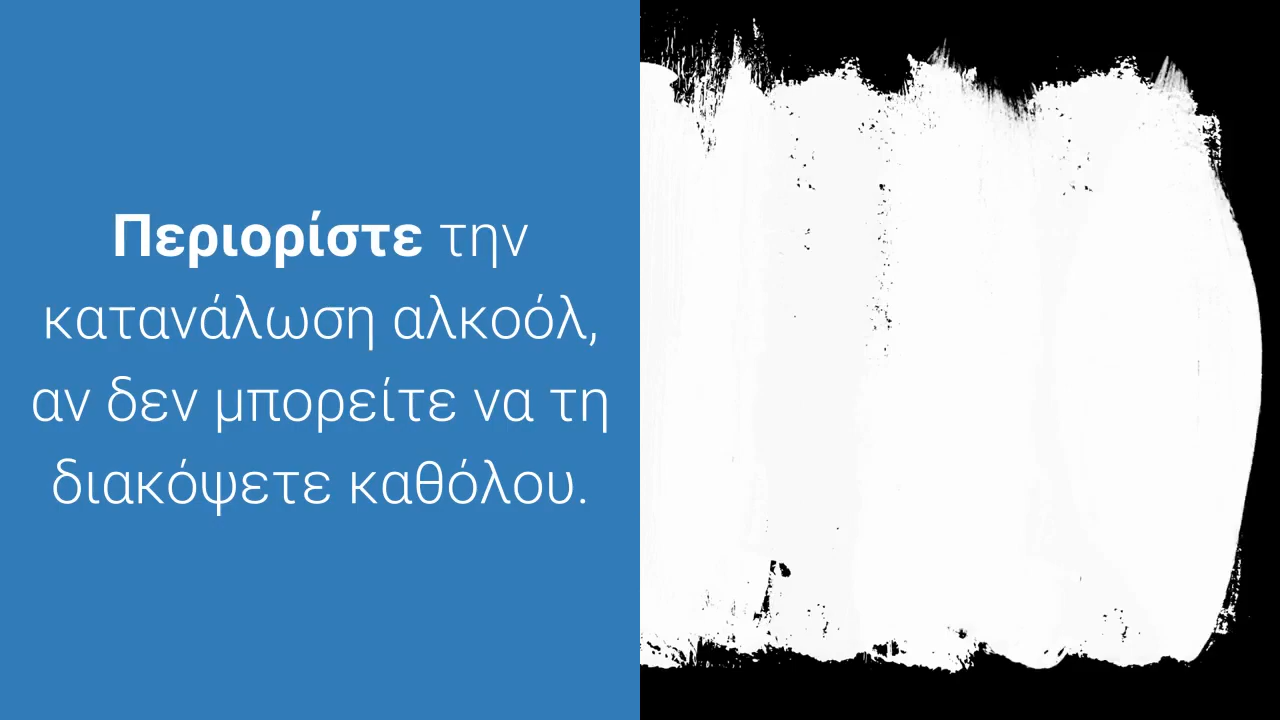 Περιορίστε την
κατανάλωση αλκοόλ,
αν δεν μπορείτε να τη
διακόψετε καθόλου.